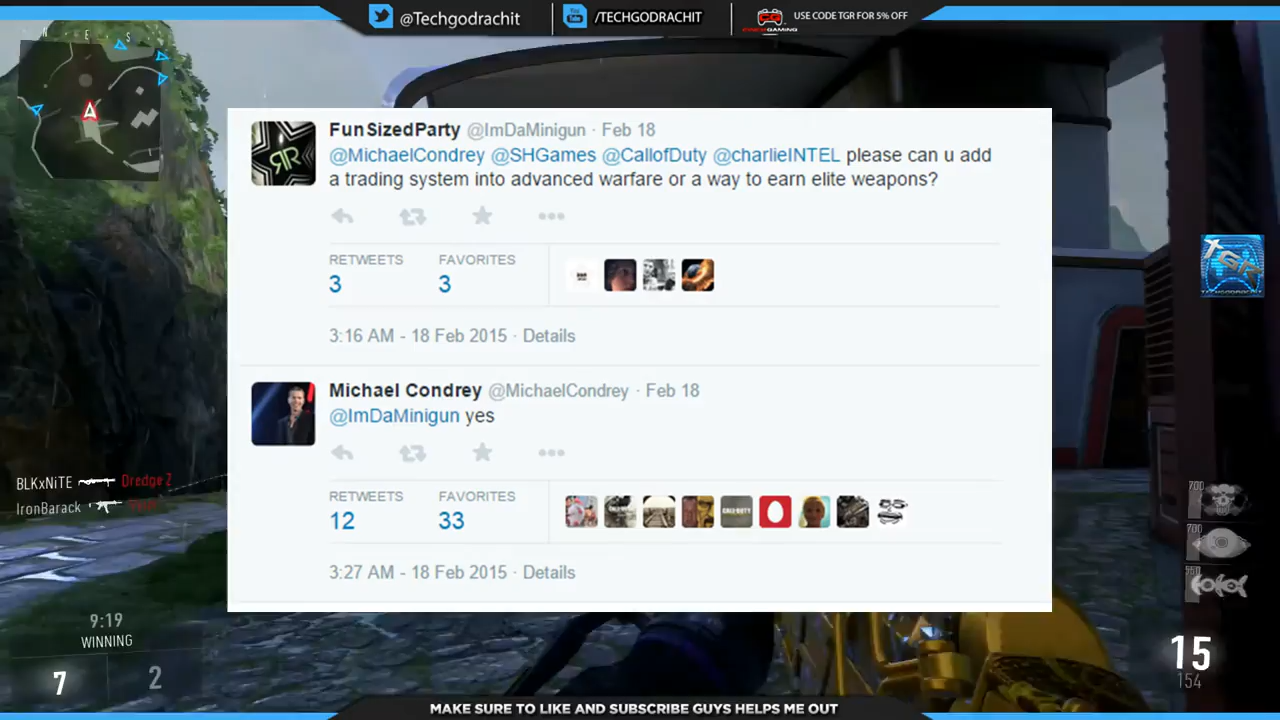 @Techgodrachit
/TECHGODRACHIT
USE CODE TGR FOR 5% OFF
N E S
FunSizedParty @ImDaMinigun · Feb 18
@MichaelCondrey @SHGames @CallofDuty @charlieINTEL please can u add
a trading system into advanced warfare or a way to earn elite weapons?
RETWEETS FAVORITES
3 3
3:16 AM - 18 Feb 2015 · Details
TGR
Michael Condrey @MichaelCondrey · Feb 18
@ImDaMinigun yes
RETWEETS FAVORITES
12 33
3:27 AM - 18 Feb 2015 · Details
BLKxNiTE Dredge Z
IronBarack
700
700
550
9:19
WINNING
7 2
15
154
MAKE SURE TO LIKE AND SUBSCRIBE GUYS HELPS ME OUT